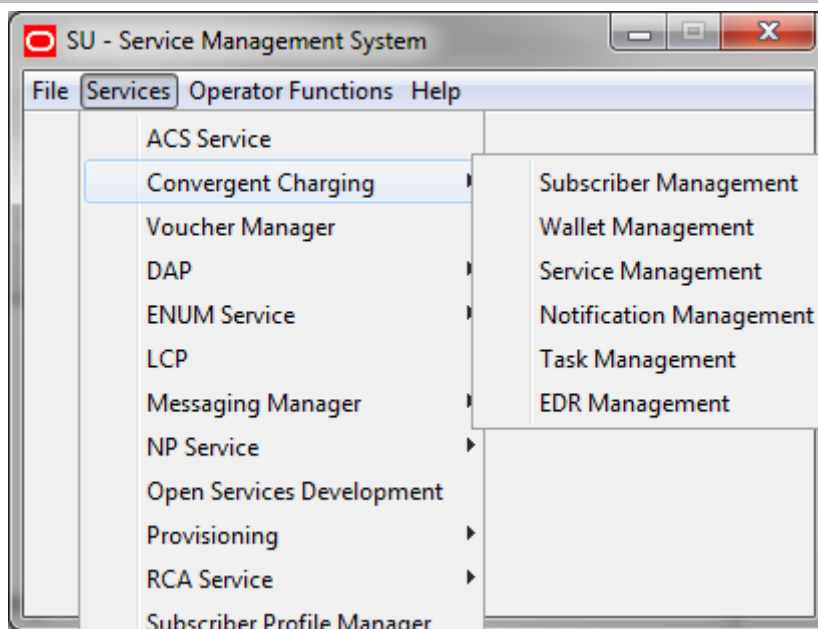 SU - Service Management System
File Services Operator Functions Help
ACS Service
Convergent Charging
Voucher Manager
DAP
ENUM Service
LCP
Messaging Manager
NP Service
Open Services Development
Provisioning
RCA Service
Subscriber Profile Manager
Subscriber Management
Wallet Management
Service Management
Notification Management
Task Management
EDR Management